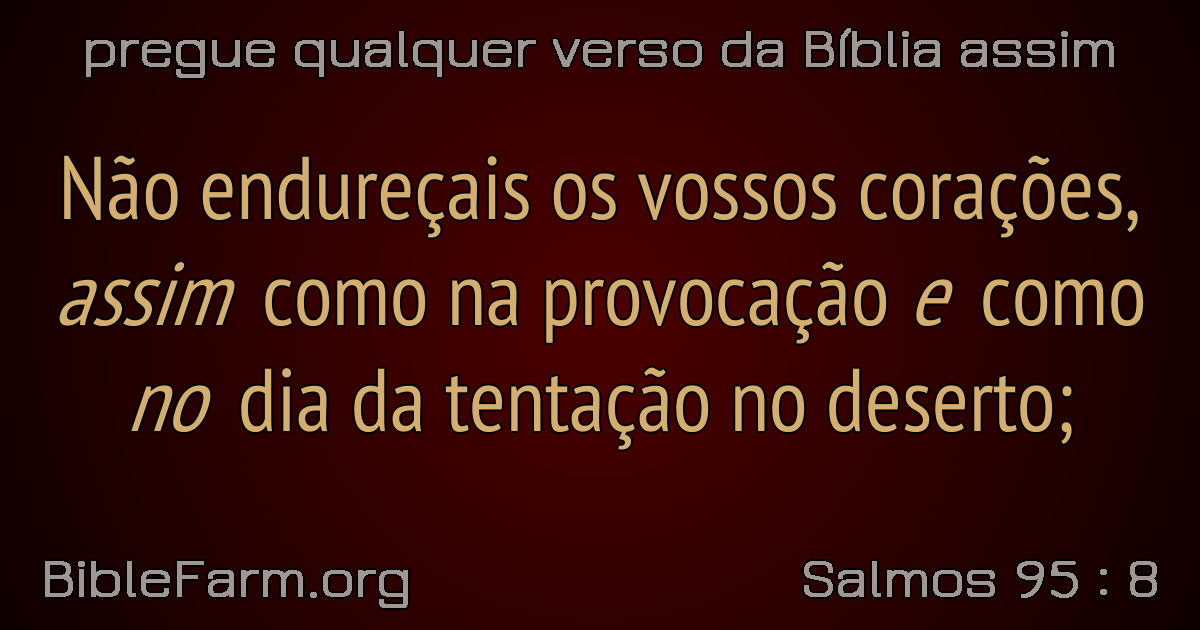 pregue qualquer verso da Bíblia assim
Não endureçais os vossos corações,
assim como na provocação e como
no dia da tentação no deserto;
BibleFarm.org
Salmos 95 : 8